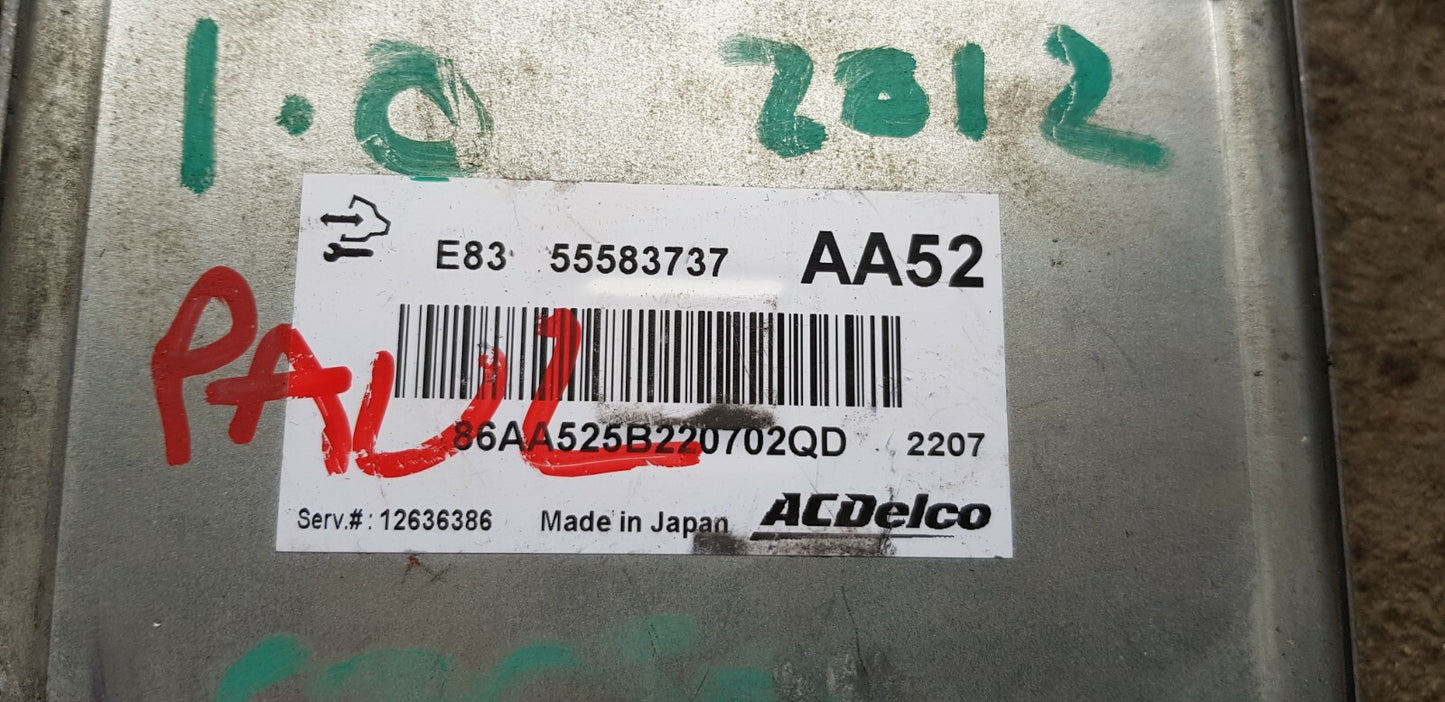 1.0 2012
E83 55583737 AA52
PAUL
86AA525B220702QD 2207
Serv.# : 12636386 Made in Japan ACDelco